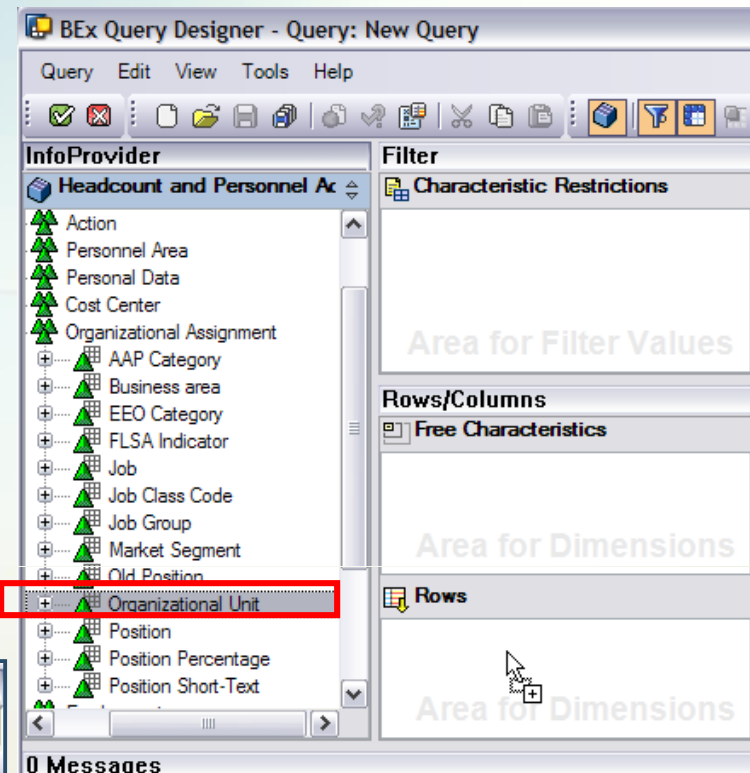 BEx Query Designer - Query: New Query
Query Edit View Tools Help
InfoProvider
Headcount and Personnel Ac
Action
Personnel Area
Personal Data
Cost Center
Organizational Assignment
AAP Category
Business area
EEO Category
FLSA Indicator
Job
Job Class Code
Job Group
Market Segment
Old Position
Organizational Unit
Position
Position Percentage
Position Short-Text
Filter
Characteristic Restrictions
Area for Filter Values
Rows/Columns
Free Characteristics
Area for Dimensions
Rows
Area for Dimensions
0 Messages